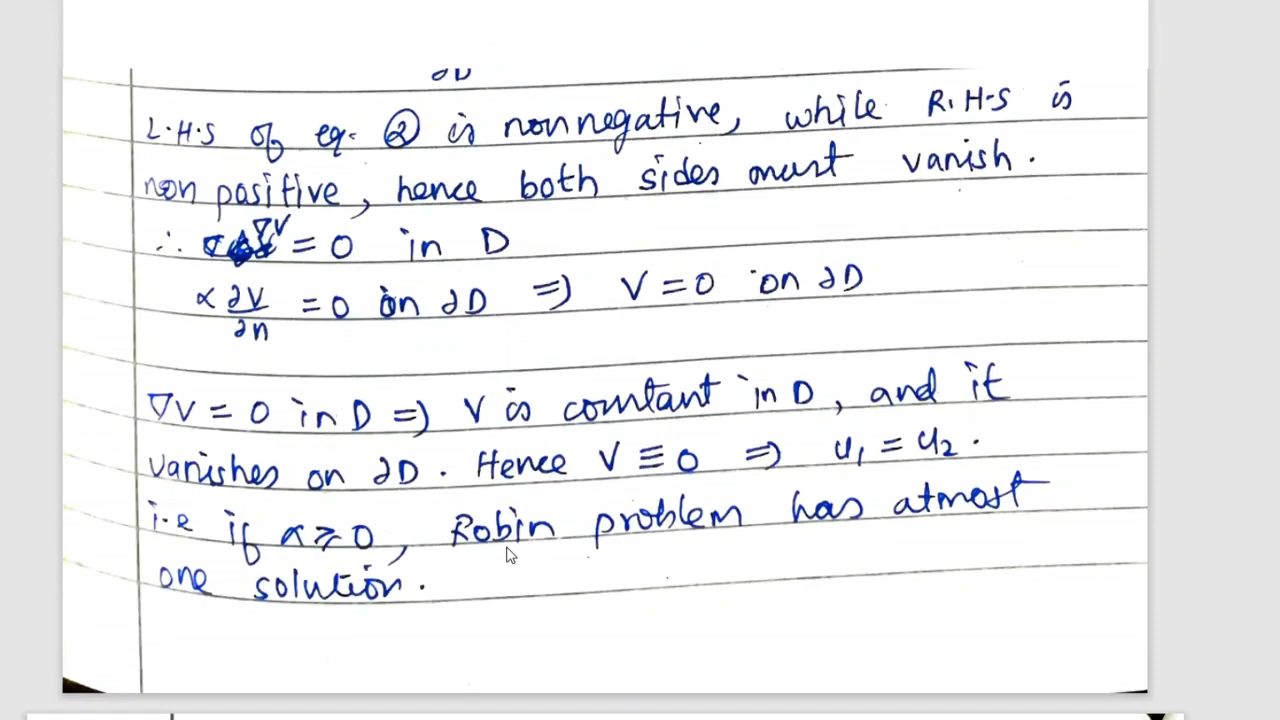 ∂D
L.H.S of eq. ② is nonnegative, while R.H.S is
non positive, hence both sides must vanish.
∴ ∇V = 0 in D
∝ ∂V/∂n = 0 on ∂D ⇒ V = 0 on ∂D
∇V = 0 in D ⇒ V is constant in D, and it
vanishes on ∂D. Hence V ≡ 0 ⇒ u₁ = u₂.
i.e if α ≥ 0, Robin problem has atmost
one solution.